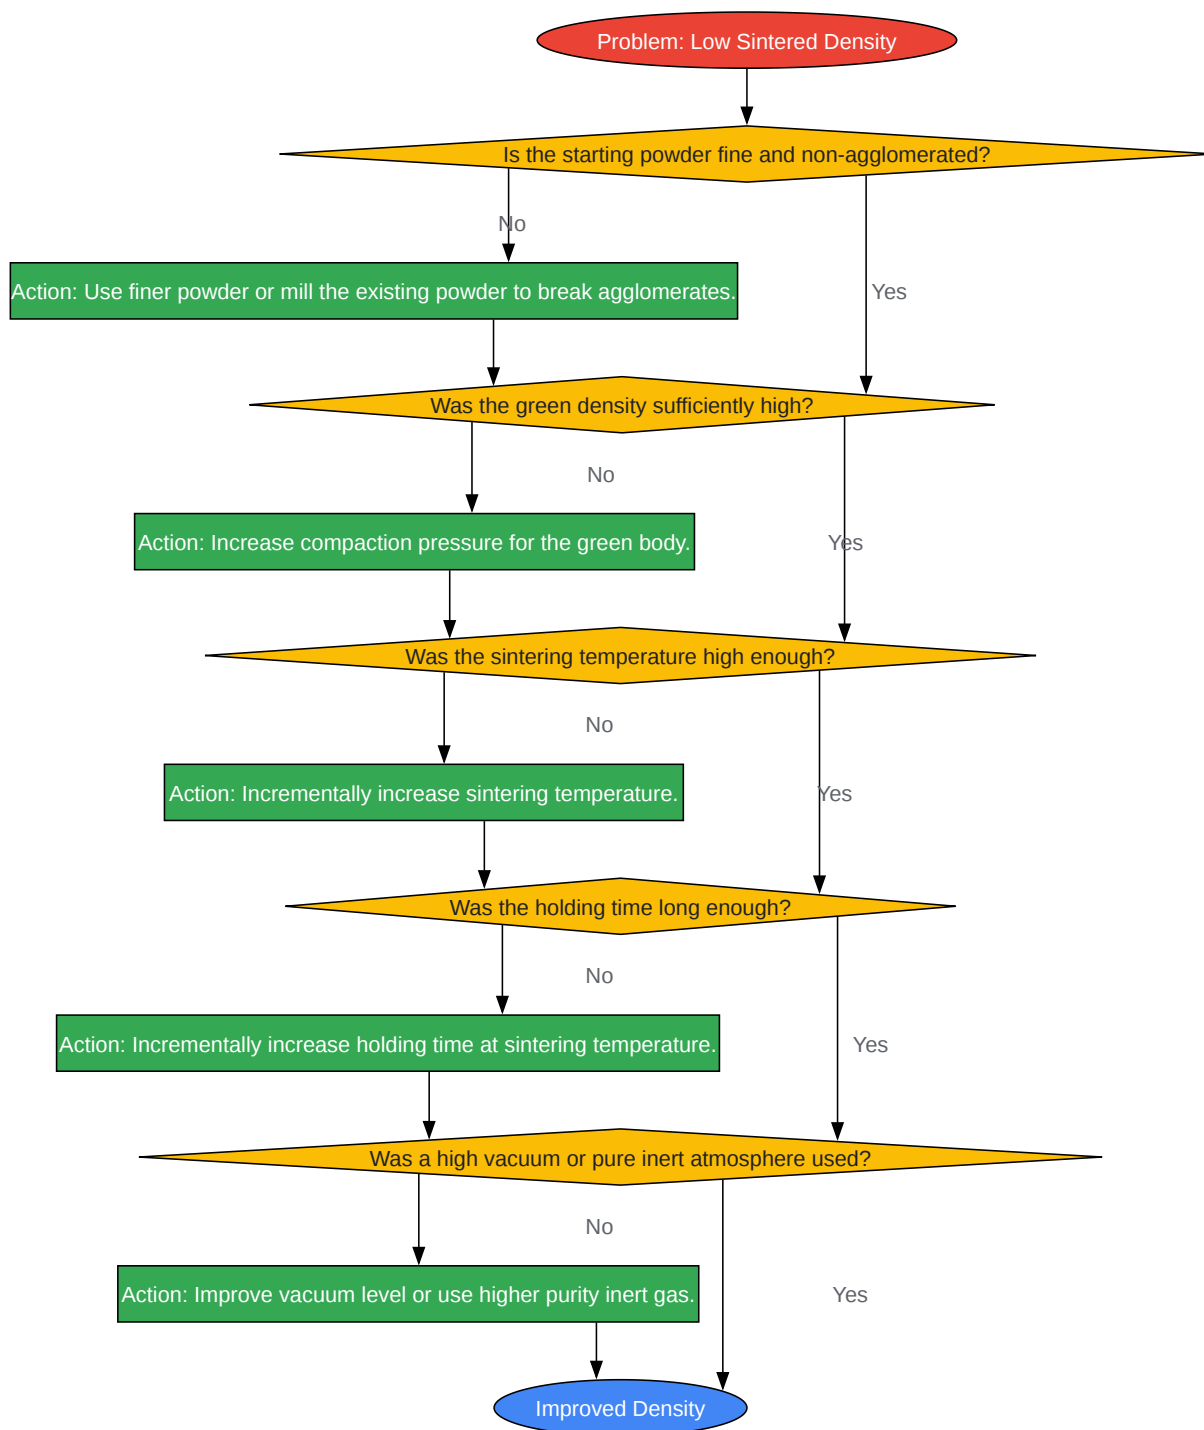 Problem: Low Sintered Density
Is the starting powder fine and non-agglomerated?
No
Action: Use finer powder or mill the existing powder to break agglomerates.
Yes
Was the green density sufficiently high?
No
Action: Increase compaction pressure for the green body.
Yes
Was the sintering temperature high enough?
No
Action: Incrementally increase sintering temperature.
Yes
Was the holding time long enough?
No
Action: Incrementally increase holding time at sintering temperature.
Yes
Was a high vacuum or pure inert atmosphere used?
No
Action: Improve vacuum level or use higher purity inert gas.
Yes
Improved Density